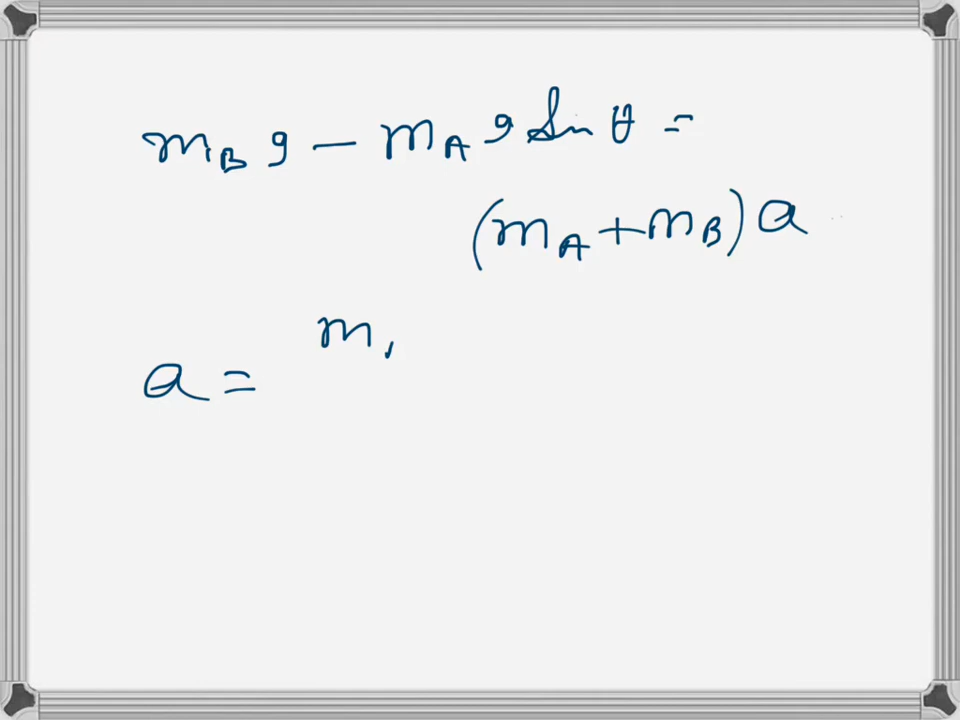 m_B g - m_A g sin θ =
(m_A + m_B) a
a = m